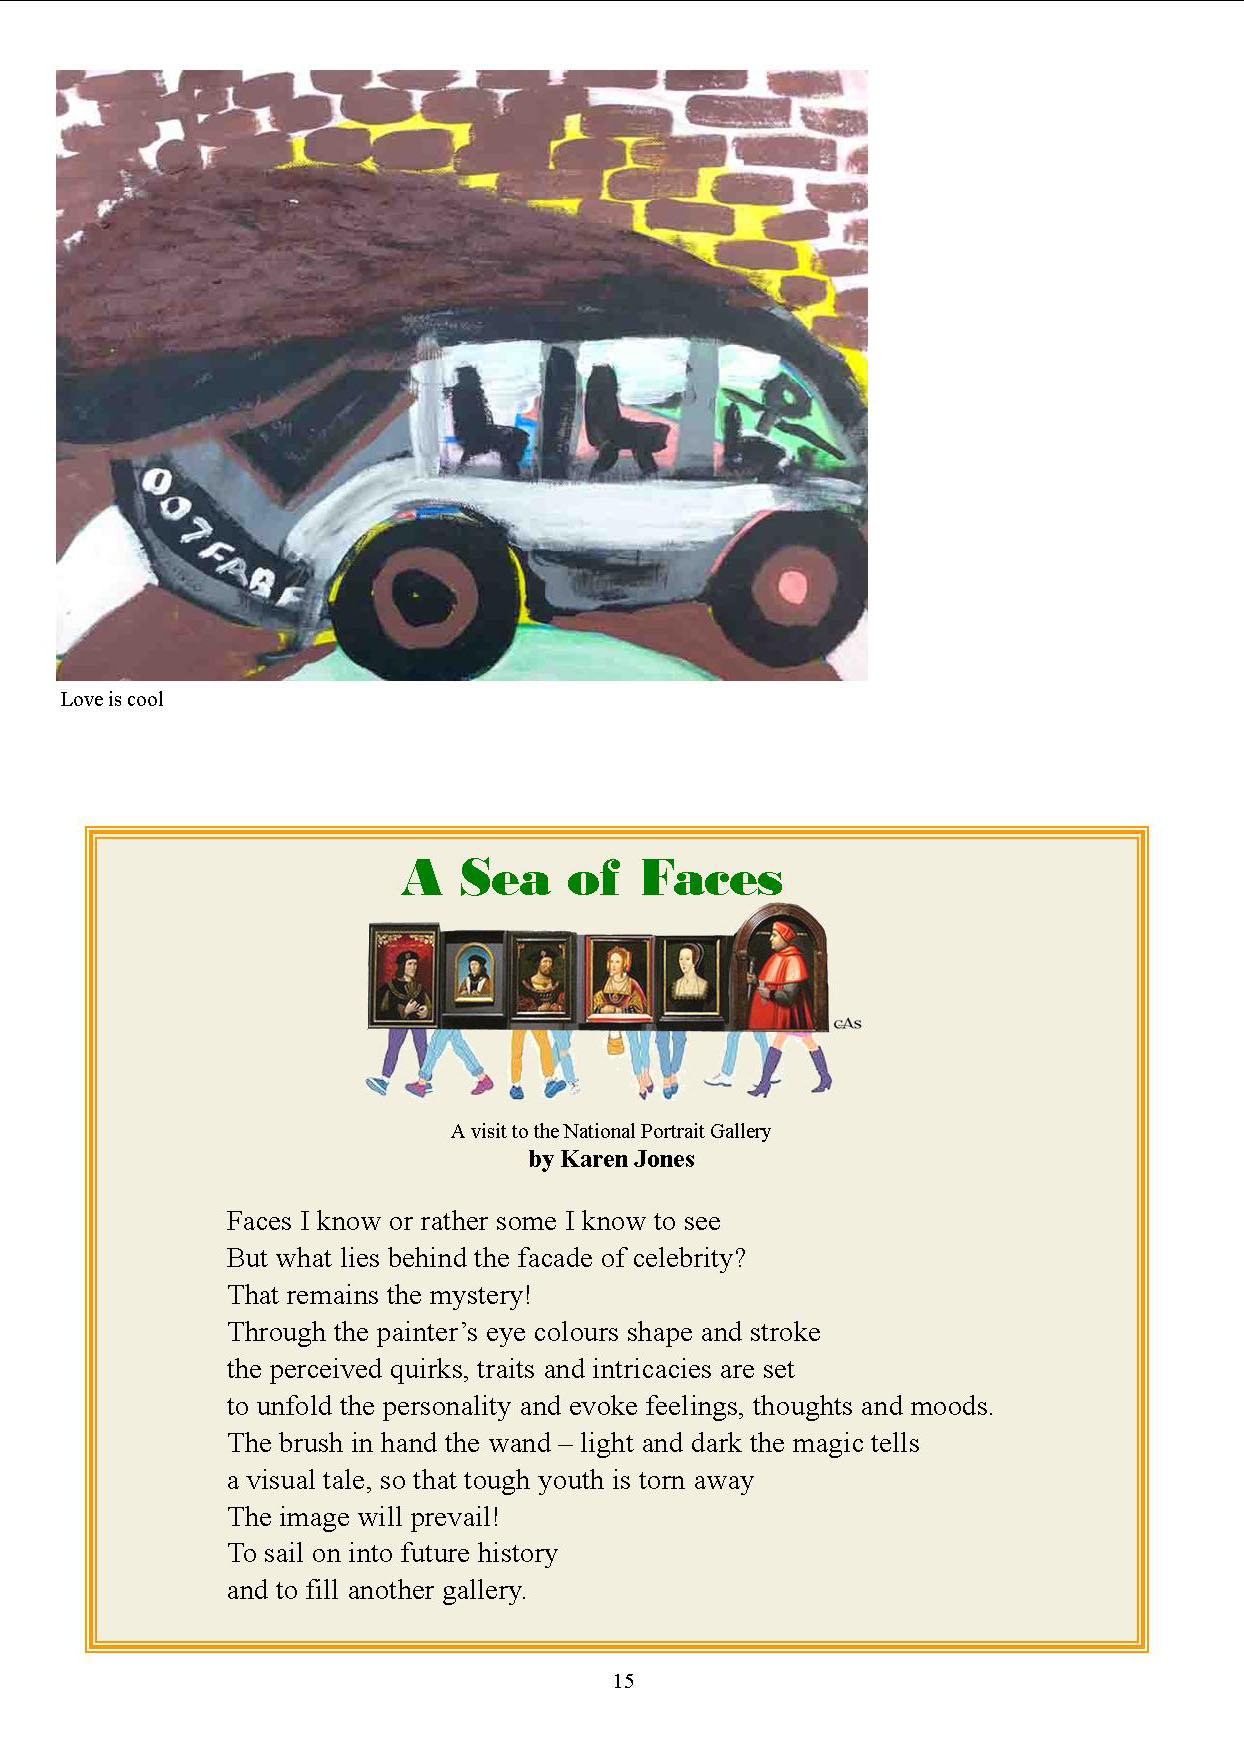 007FABF
Love is cool
A Sea of Faces
CAS
A visit to the National Portrait Gallery
by Karen Jones
Faces I know or rather some I know to see
But what lies behind the facade of celebrity?
That remains the mystery!
Through the painter’s eye colours shape and stroke
the perceived quirks, traits and intricacies are set
to unfold the personality and evoke feelings, thoughts and moods.
The brush in hand the wand – light and dark the magic tells
a visual tale, so that tough youth is torn away
The image will prevail!
To sail on into future history
and to fill another gallery.
15